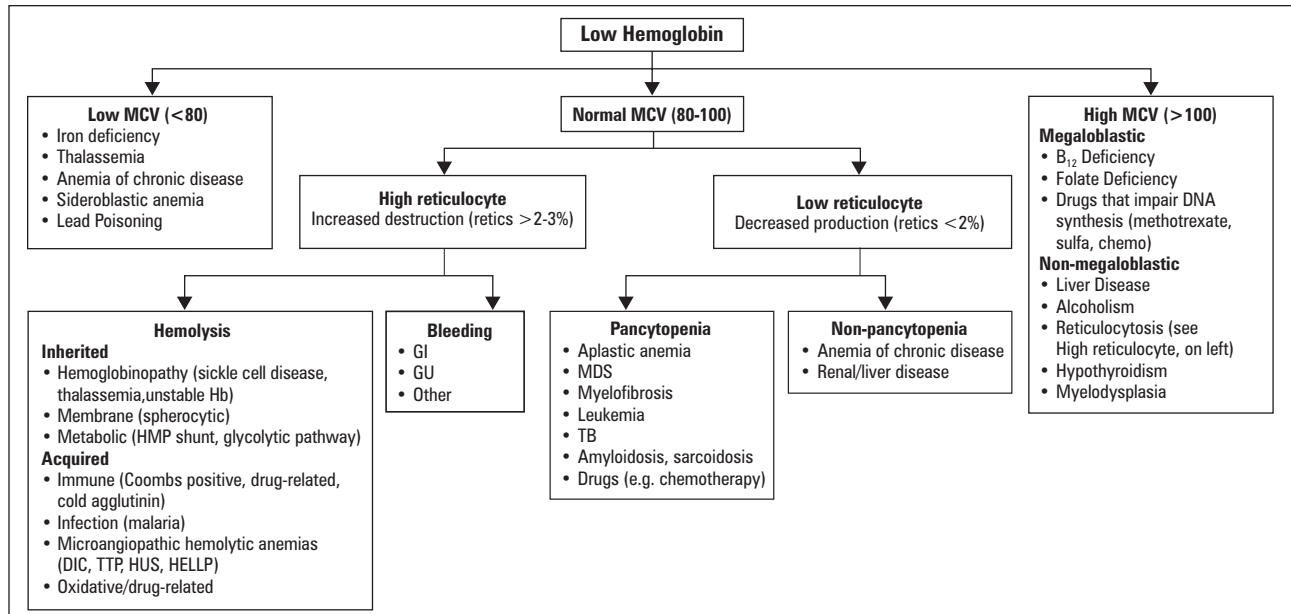 Low Hemoglobin
Low MCV (<80)
• Iron deficiency
• Thalassemia
• Anemia of chronic disease
• Sideroblastic anemia
• Lead Poisoning
Normal MCV (80-100)
High MCV (>100)
Megaloblastic
• B₁₂ Deficiency
• Folate Deficiency
• Drugs that impair DNA
synthesis (methotrexate,
sulfa, chemo)
Non-megaloblastic
• Liver Disease
• Alcoholism
• Reticulocytosis (see
High reticulocyte, on left)
• Hypothyroidism
• Myelodysplasia
High reticulocyte
Increased destruction (retics >2-3%)
Low reticulocyte
Decreased production (retics <2%)
Hemolysis
Inherited
• Hemoglobinopathy (sickle cell disease,
thalassemia,unstable Hb)
• Membrane (spherocytic)
• Metabolic (HMP shunt, glycolytic pathway)
Acquired
• Immune (Coombs positive, drug-related,
cold agglutinin)
• Infection (malaria)
• Microangiopathic hemolytic anemias
(DIC, TTP, HUS, HELLP)
• Oxidative/drug-related
Bleeding
• GI
• GU
• Other
Pancytopenia
• Aplastic anemia
• MDS
• Myelofibrosis
• Leukemia
• TB
• Amyloidosis, sarcoidosis
• Drugs (e.g. chemotherapy)
Non-pancytopenia
• Anemia of chronic disease
• Renal/liver disease